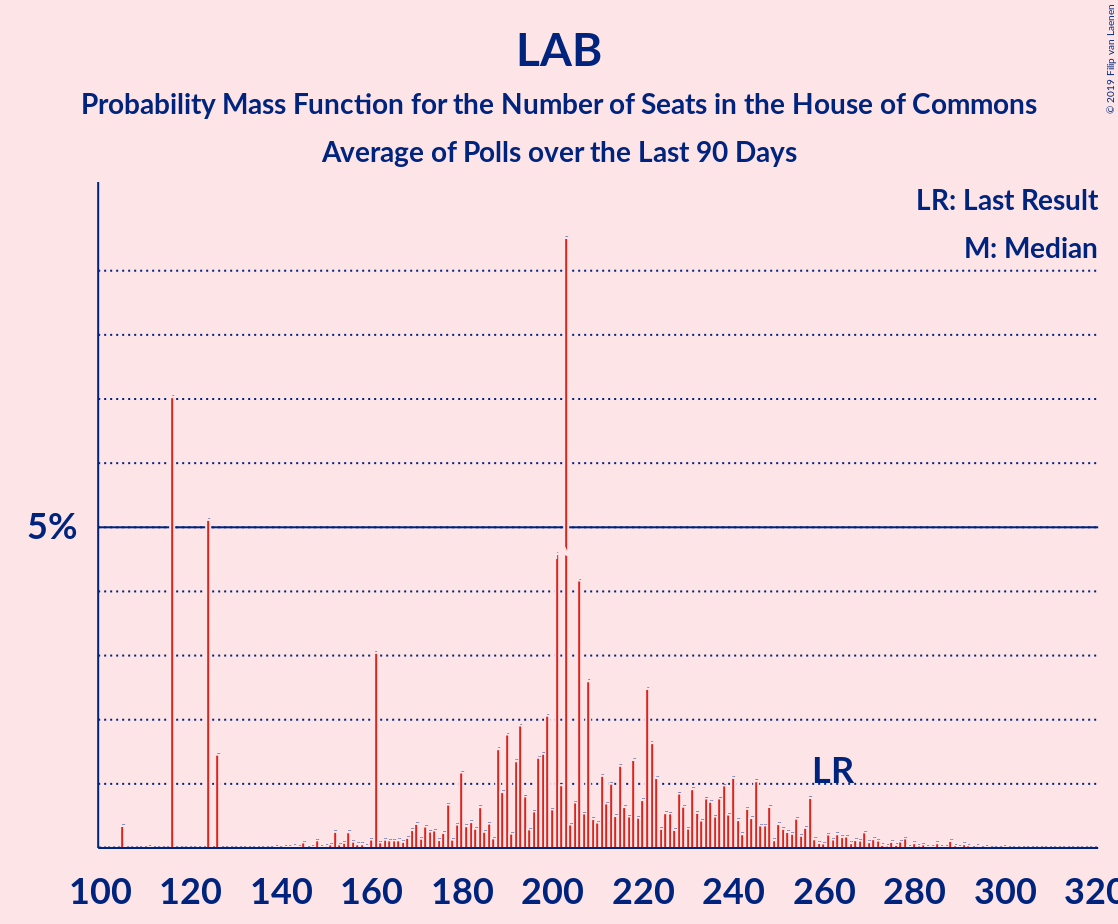 LAB
Probability Mass Function for the Number of Seats in the House of Commons
Average of Polls over the Last 90 Days
© 2019 Filip van Laenen
LR: Last Result
M: Median
5%
LR
100 120 140 160 180 200 220 240 260 280 300 320